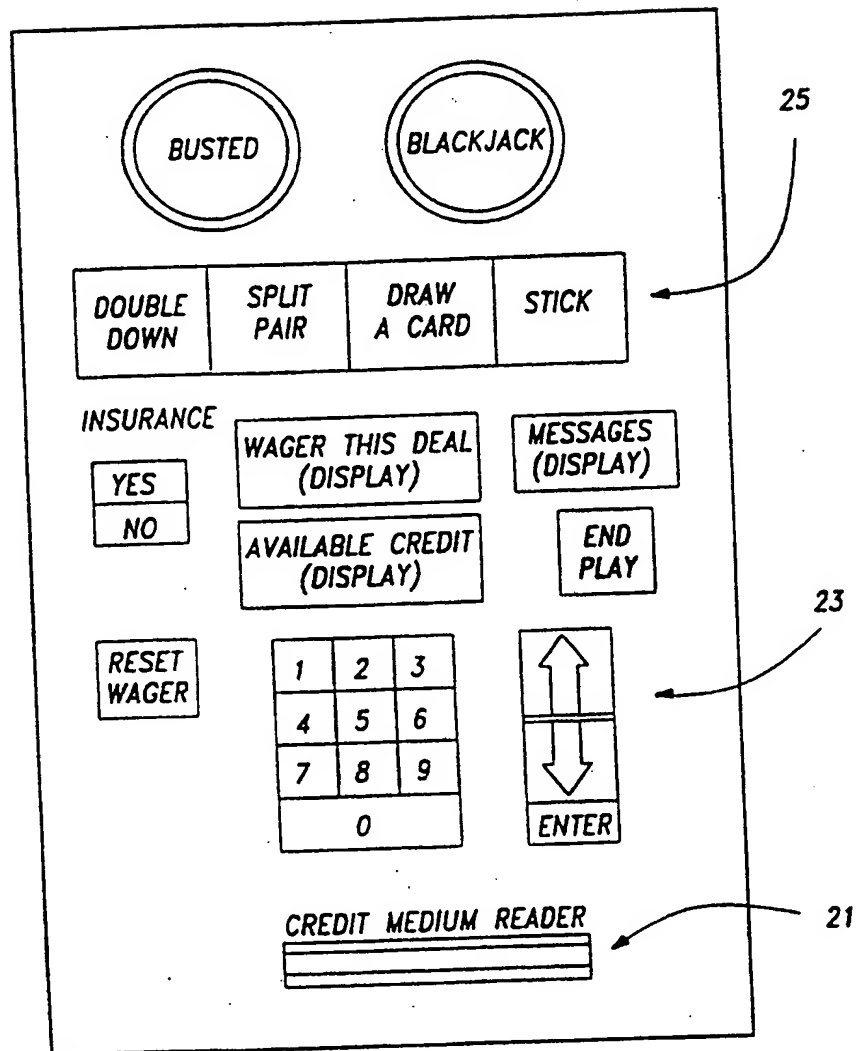 25
BUSTED
BLACKJACK
DOUBLE
DOWN
SPLIT
PAIR
DRAW
A CARD
STICK
INSURANCE
YES
NO
WAGER THIS DEAL
(DISPLAY)
MESSAGES
(DISPLAY)
AVAILABLE CREDIT
(DISPLAY)
END
PLAY
23
RESET
WAGER
1 2 3
4 5 6
7 8 9
0
ENTER
CREDIT MEDIUM READER
21